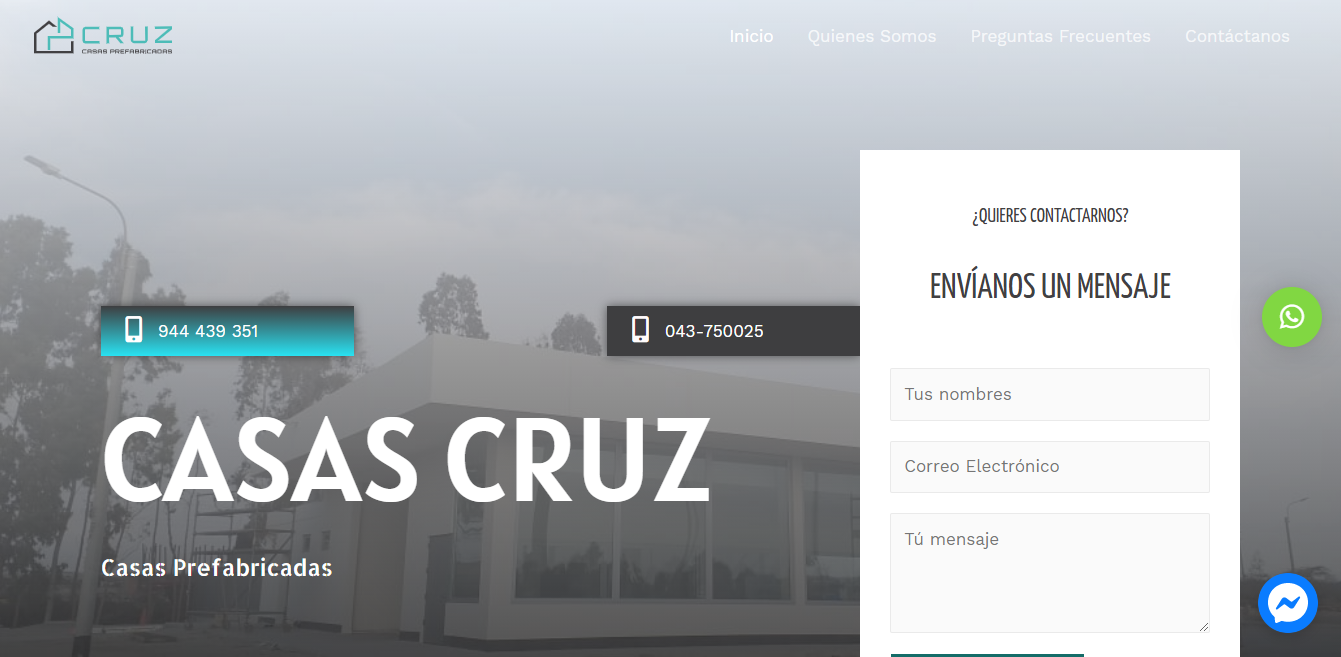 CRUZ
CASAS PREFABRICADAS
Inicio
Quienes Somos
Preguntas Frecuentes
Contáctanos
944 439 351
043-750025
CASAS CRUZ
Casas Prefabricadas
¿QUIERES CONTACTARNOS?
ENVÍANOS UN MENSAJE
Tus nombres
Correo Electrónico
Tú mensaje